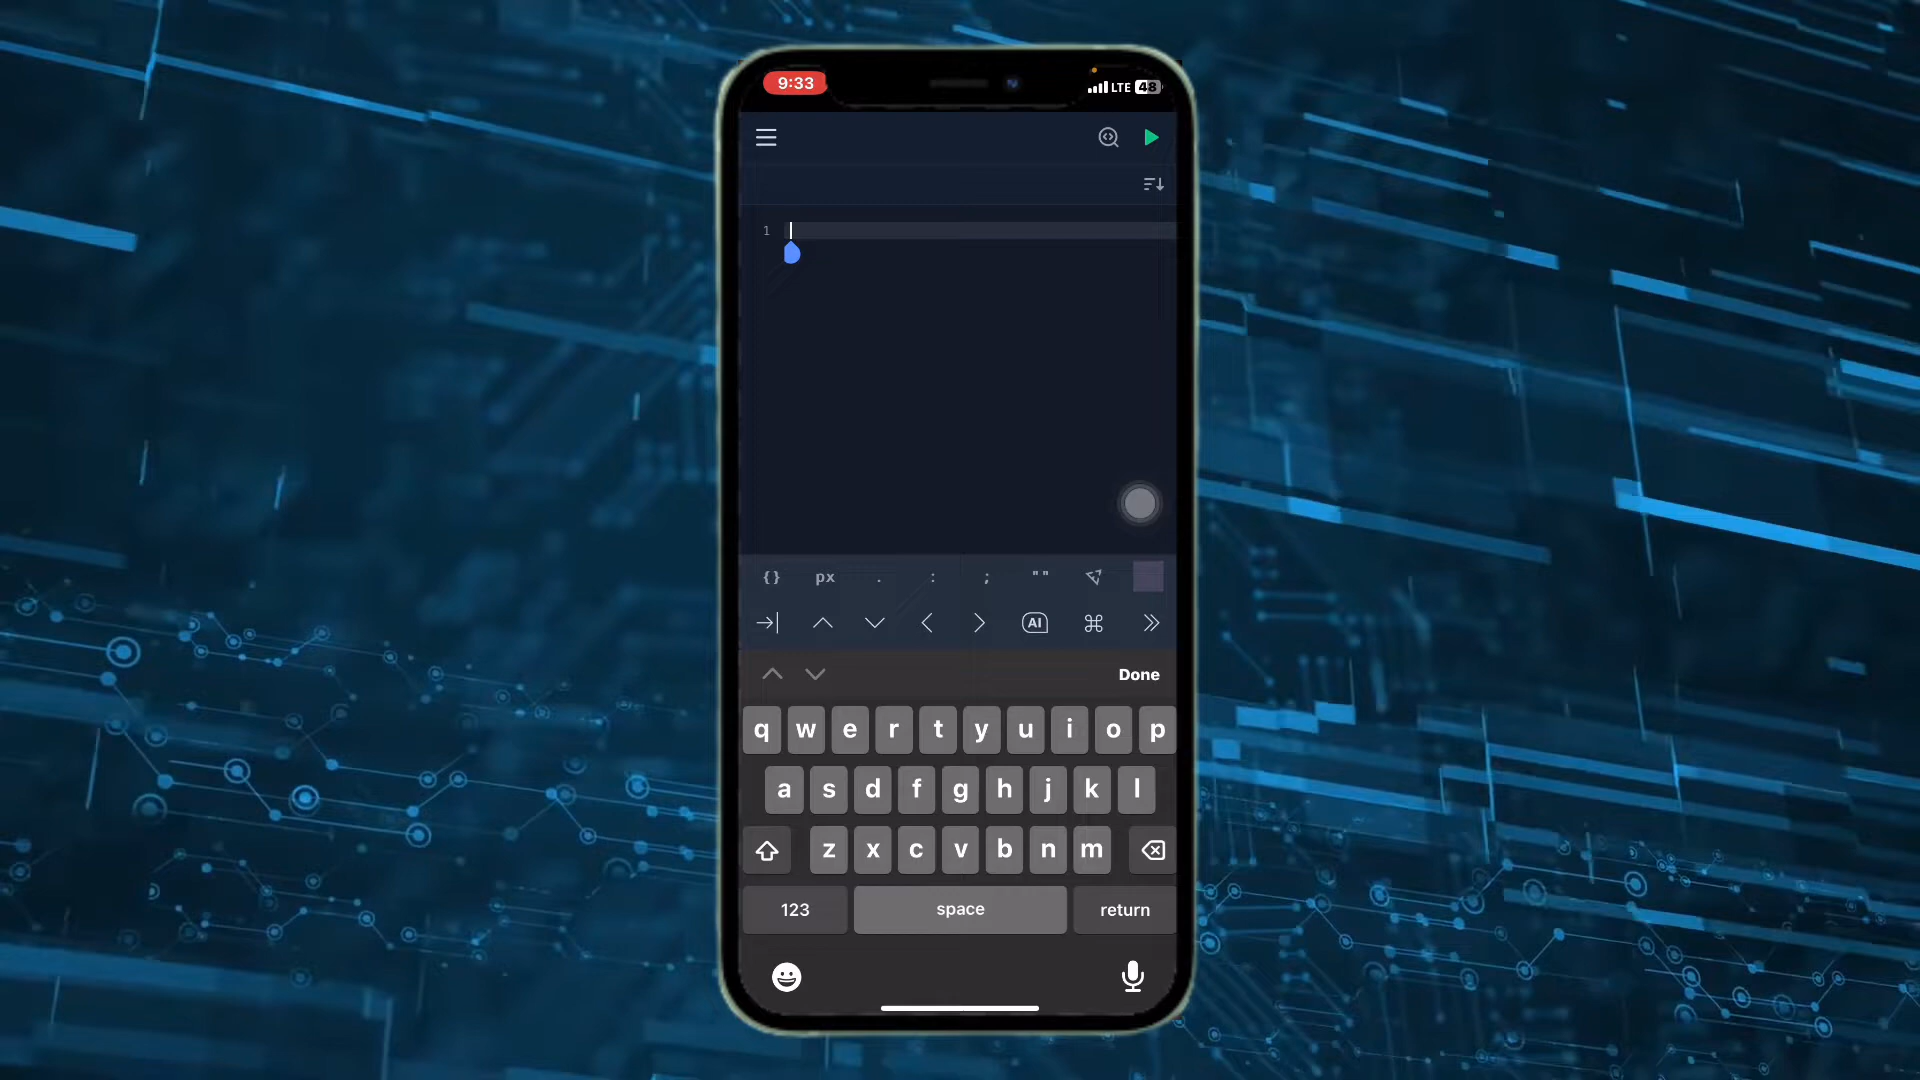 9:33
LTE 48
1
{} px . : ; ""
AI
Done
q w e r t y u i o p
a s d f g h j k l
z x c v b n m
123 space return